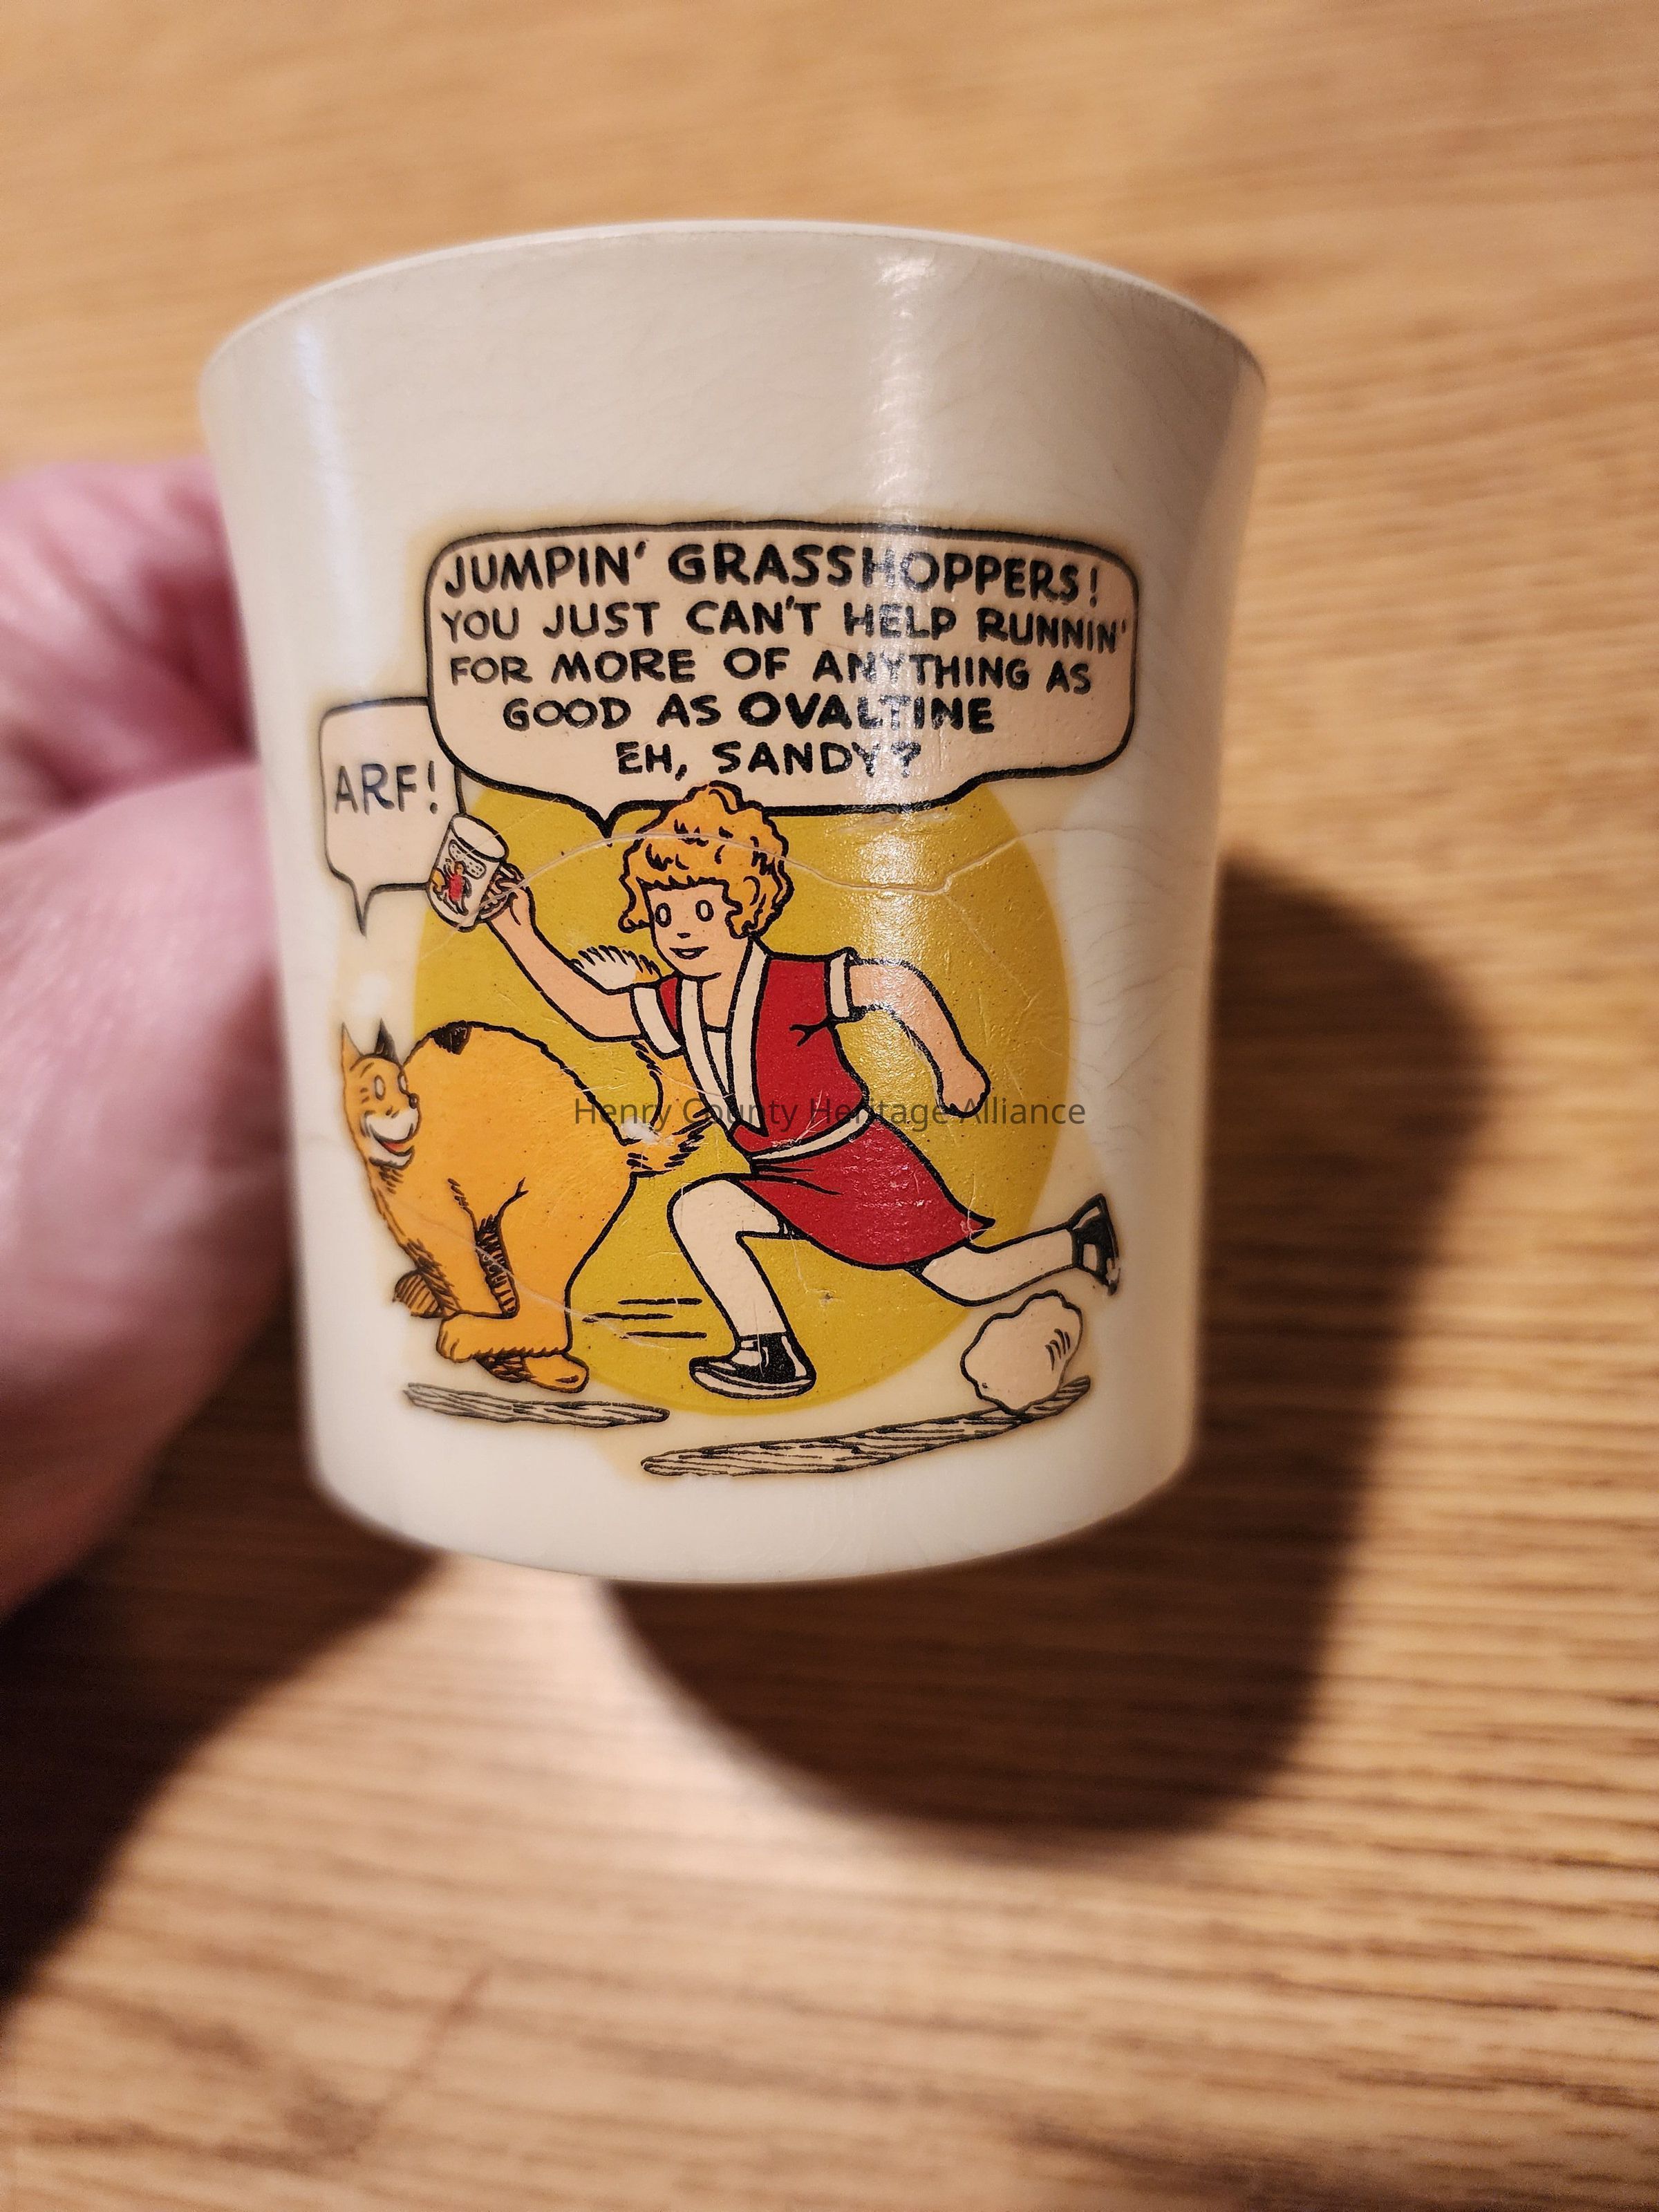 JUMPIN' GRASSHOPPERS!
YOU JUST CAN'T HELP RUNNIN'
FOR MORE OF ANYTHING AS
GOOD AS OVALTINE
EH, SANDY?
ARF!
Henry County Heritage Alliance